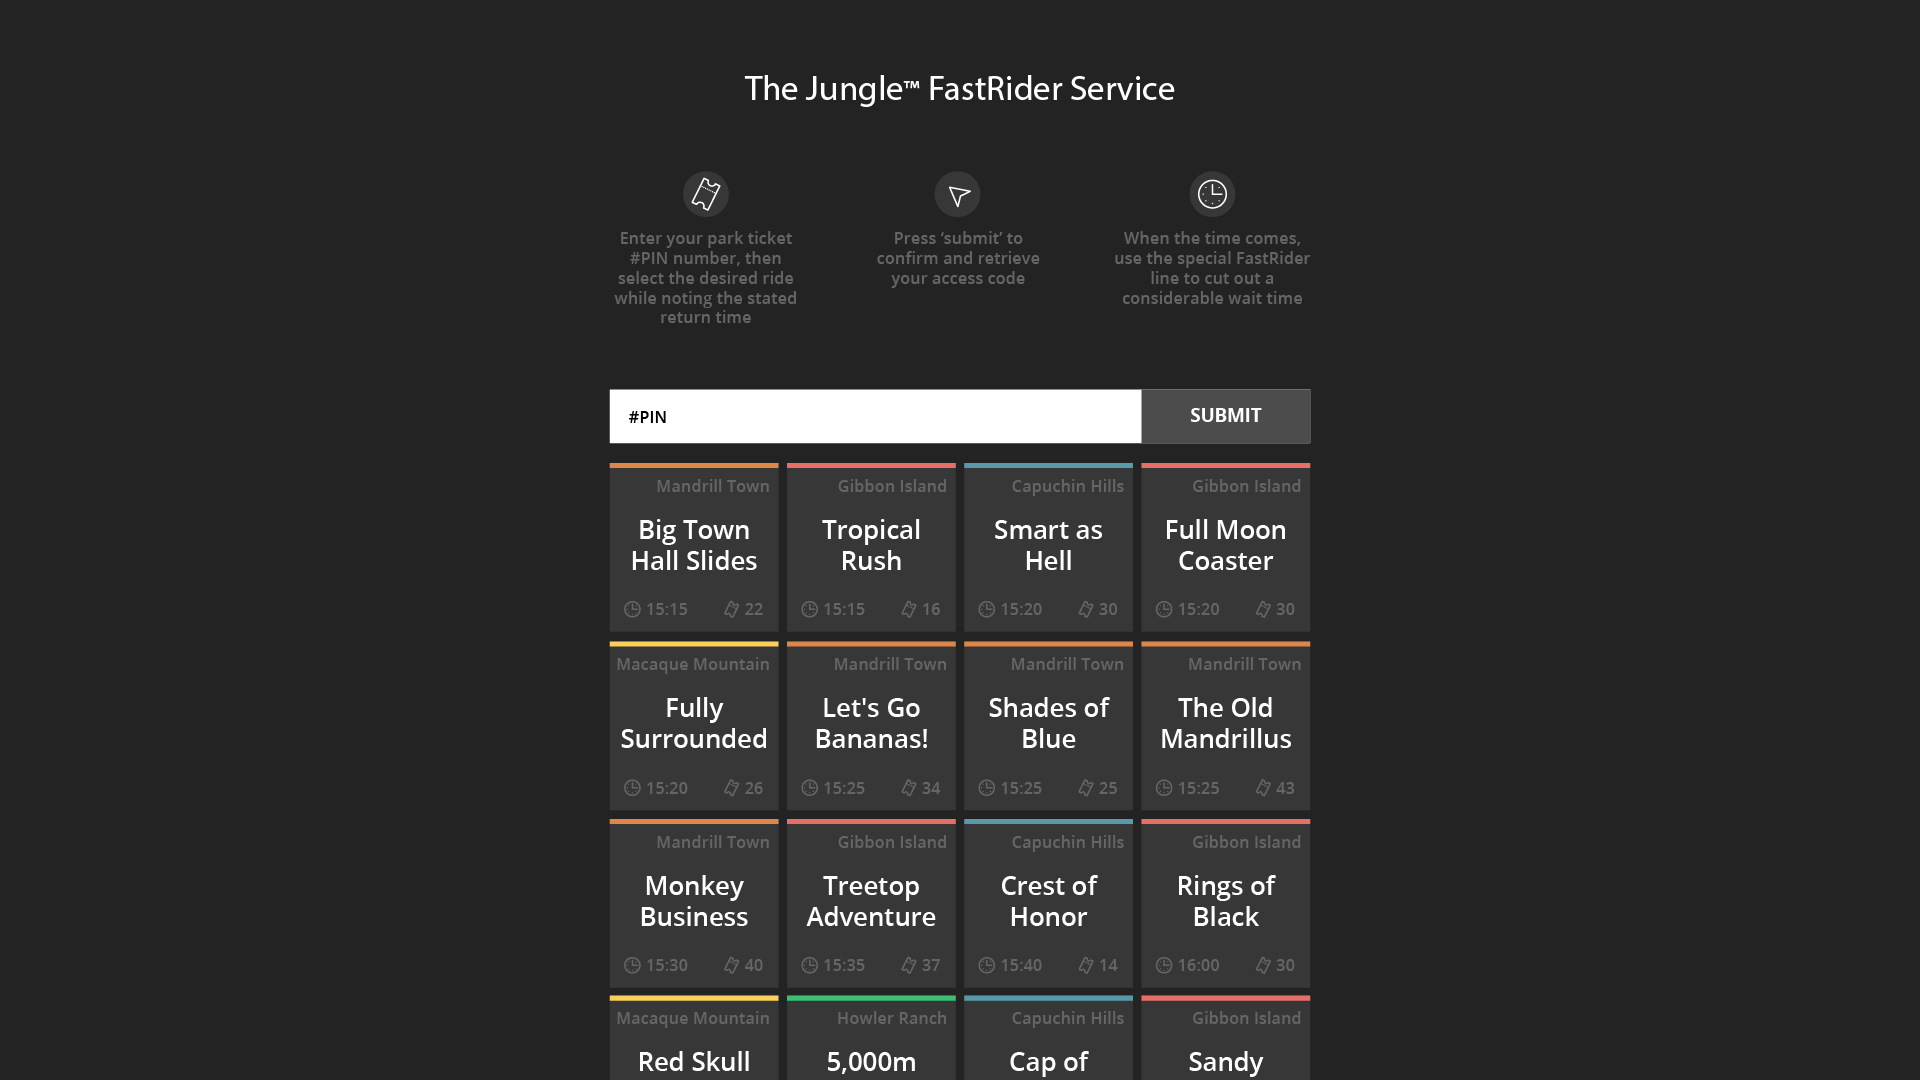 The Jungle™ FastRider Service
Enter your park ticket
#PIN number, then
select the desired ride
while noting the stated
return time
Press ‘submit’ to
confirm and retrieve
your access code
When the time comes,
use the special FastRider
line to cut out a
considerable wait time
#PIN
SUBMIT
Mandrill Town
Big Town
Hall Slides
15:15 22
Gibbon Island
Tropical
Rush
15:15 16
Capuchin Hills
Smart as
Hell
15:20 30
Gibbon Island
Full Moon
Coaster
15:20 30
Macaque Mountain
Fully
Surrounded
15:20 26
Mandrill Town
Let's Go
Bananas!
15:25 34
Mandrill Town
Shades of
Blue
15:25 25
Mandrill Town
The Old
Mandrillus
15:25 43
Mandrill Town
Monkey
Business
15:30 40
Gibbon Island
Treetop
Adventure
15:35 37
Capuchin Hills
Crest of
Honor
15:40 14
Gibbon Island
Rings of
Black
16:00 30
Macaque Mountain
Red Skull
Howler Ranch
5,000m
Capuchin Hills
Cap of
Gibbon Island
Sandy